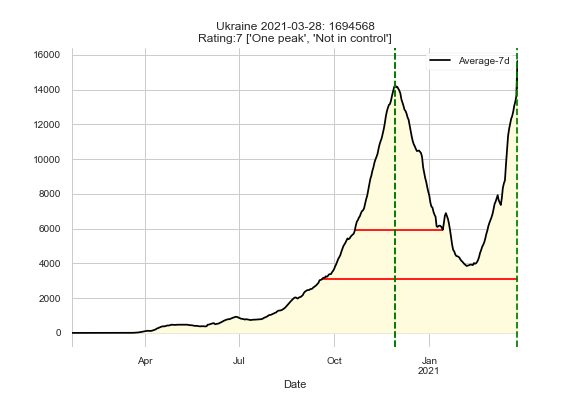 Ukraine 2021-03-28: 1694568
Rating:7 ['One peak', 'Not in control']
Average-7d
16000
14000
12000
10000
8000
6000
4000
2000
0
Apr
Jul
Oct
Jan
2021
Date